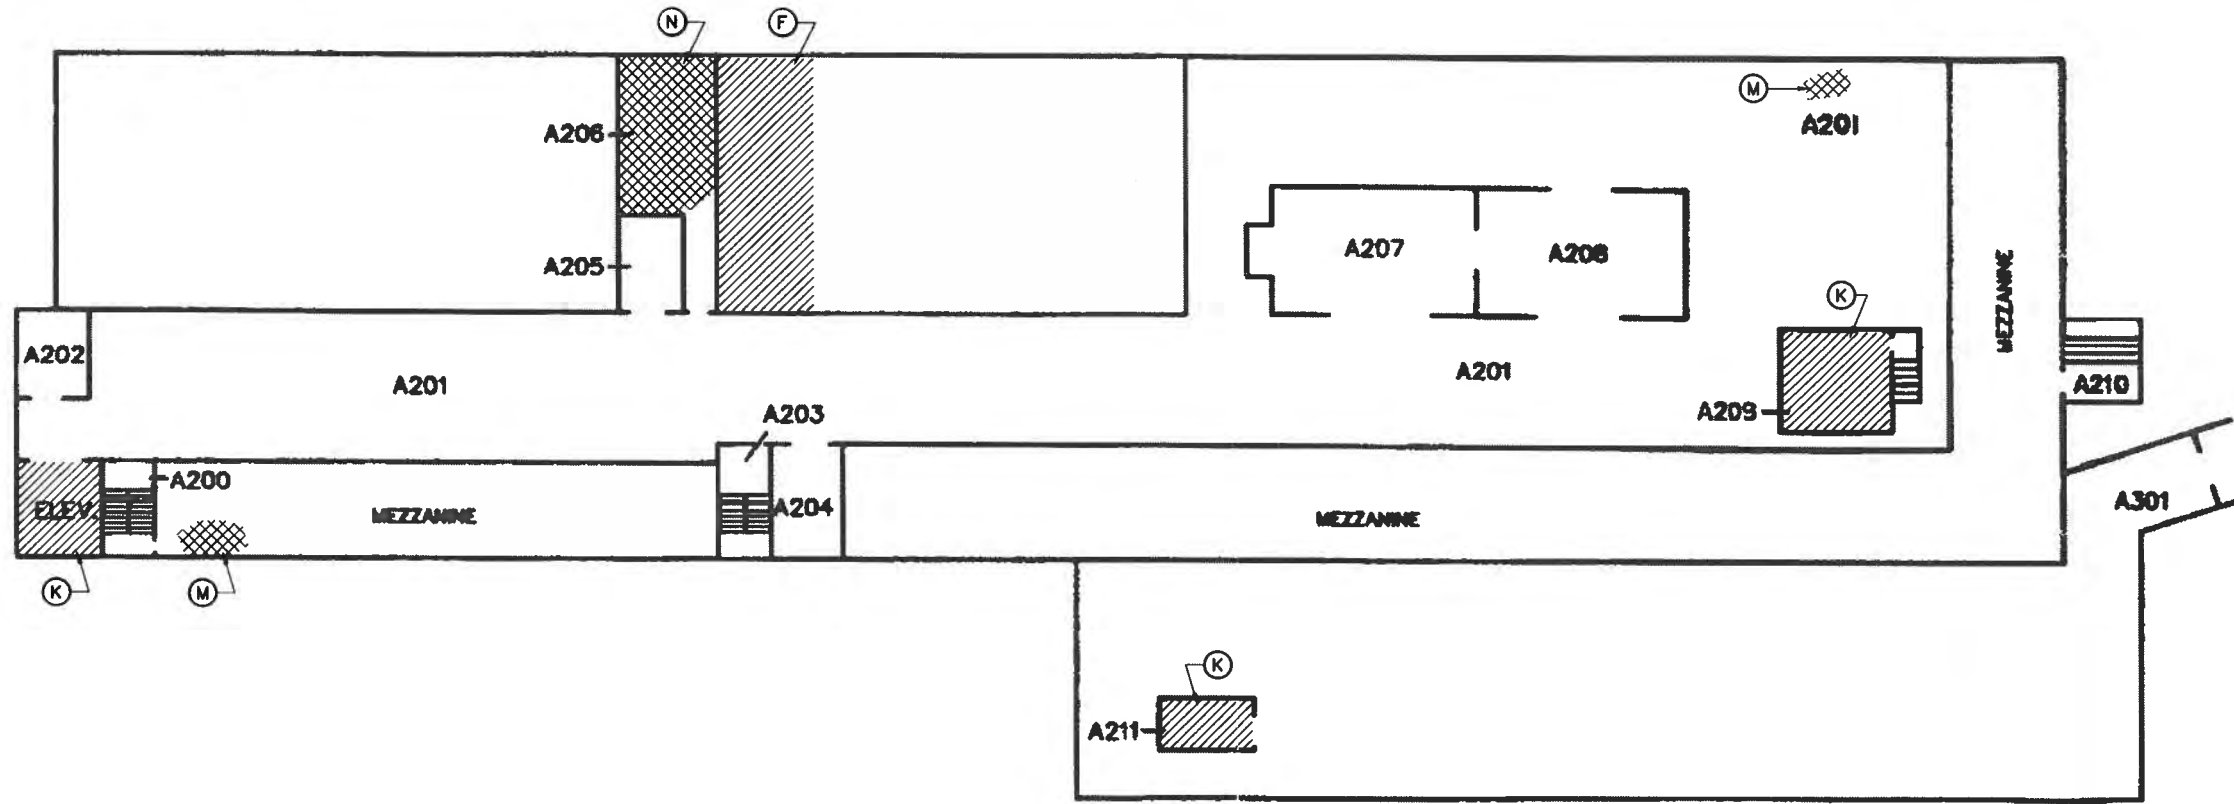 N
F
M
A206
A201
A207
A208
A205
MEZZANINE
K
A202
A201
A201
A210
A203
A209
A200
ELEV.
MEZZANINE
A204
MEZZANINE
A301
K
M
K
A211